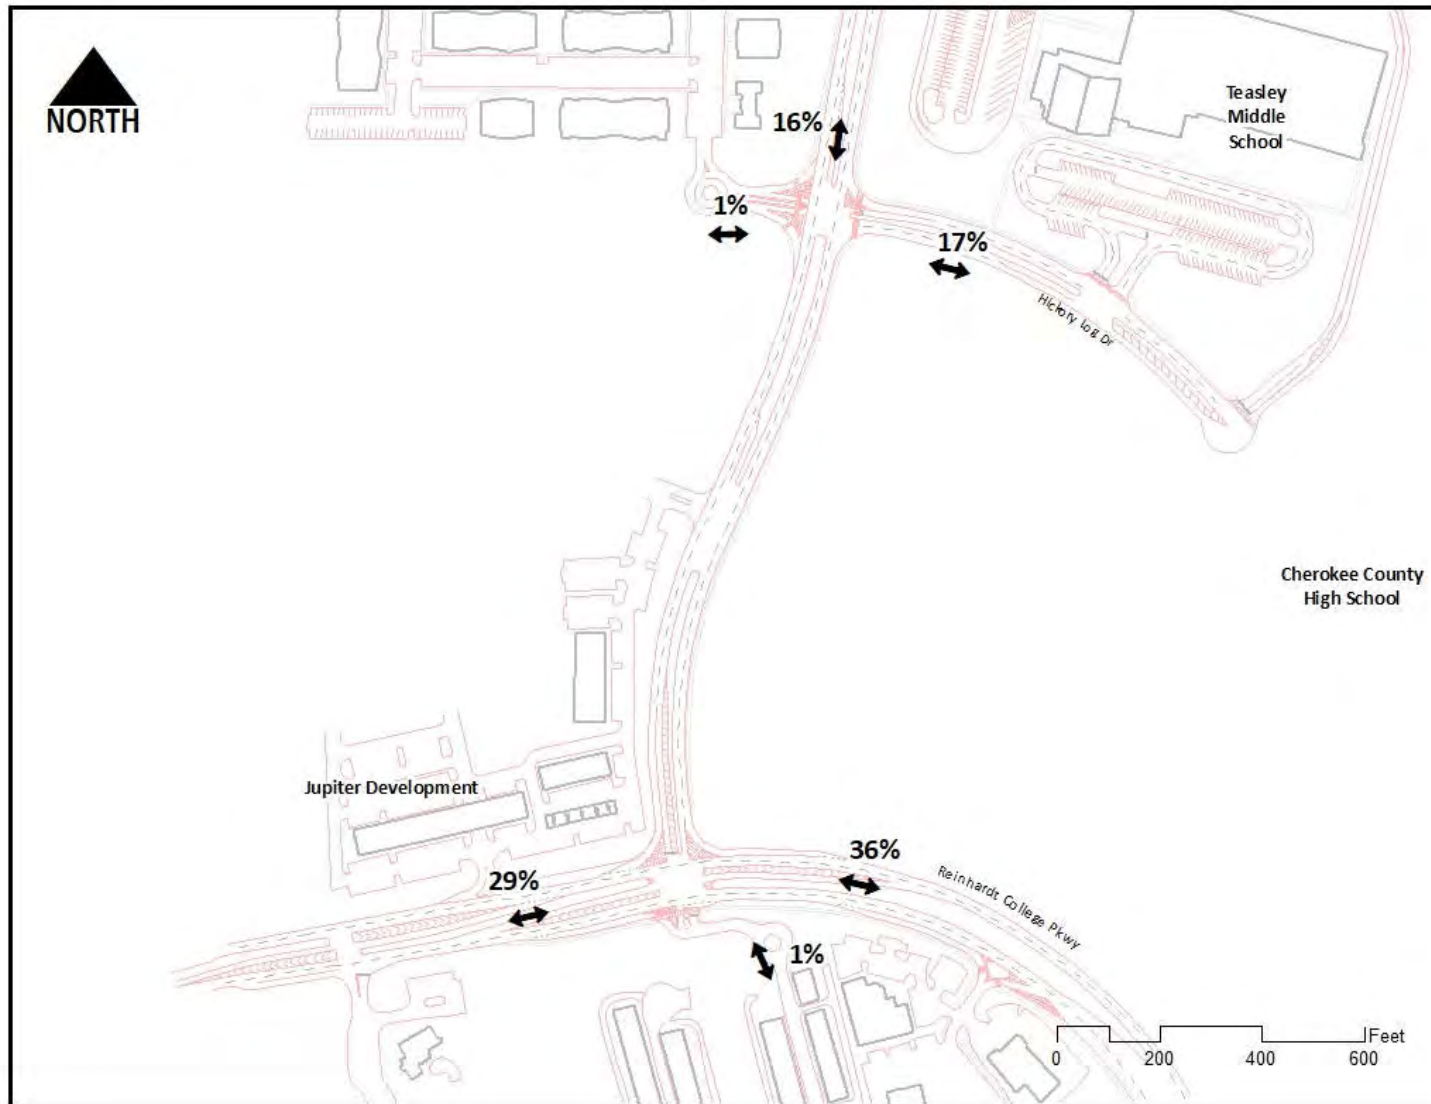 NORTH
16%
Teasley
Middle
School
1%
17%
Hickory Log Dr
Cherokee County
High School
Jupiter Development
36%
29%
Reinhardt College Pkwy
1%
Feet
0 200 400 600